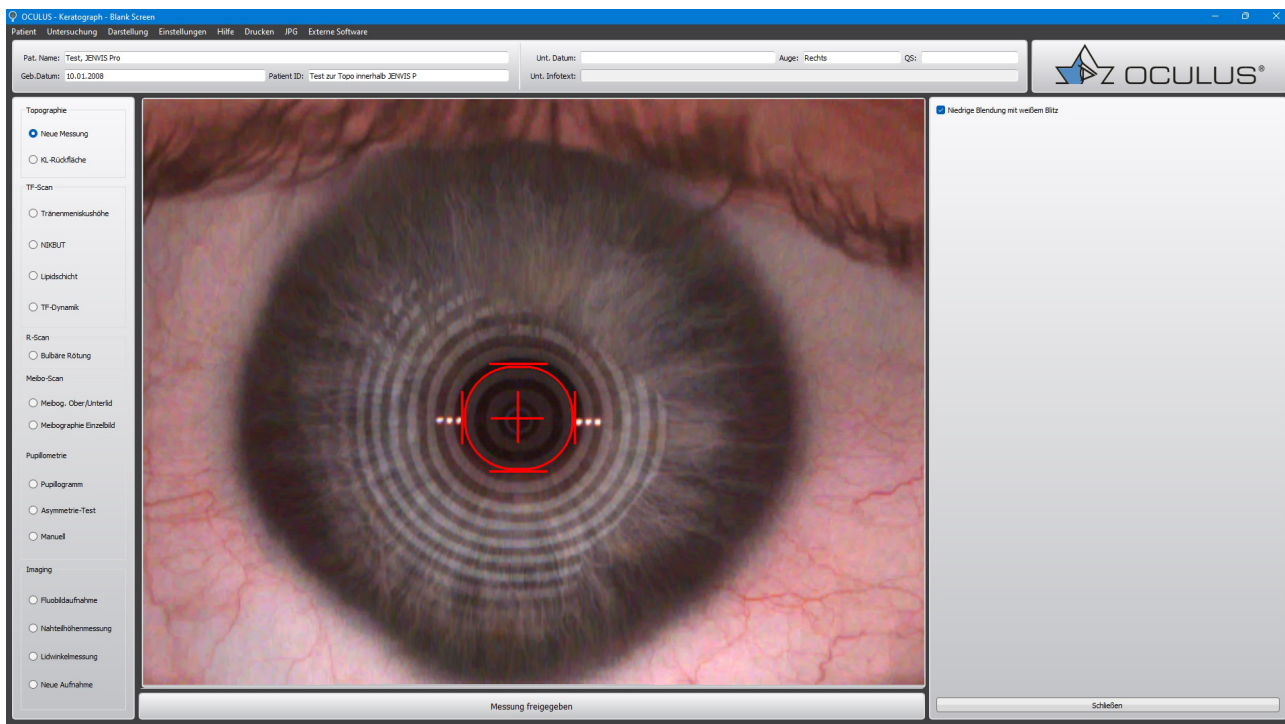 OCULUS - Keratograph - Blank Screen
Patient Untersuchung Darstellung Einstellungen Hilfe Drucken JPG Externe Software
Pat. Name: Test, JENVIS Pro
Unt. Datum:
Auge: Rechts
QS:
Geb.Datum: 10.01.2008
Patient ID: Test zur Topo innerhalb JENVIS P
Unt. Infotext:
OCULUS®
Topographie
Neue Messung
KL-Rückfläche
TF-Scan
Tränenmeniskushöhe
NIKBUT
Lipidschicht
TF-Dynamik
R-Scan
Bulbäre Rötung
Meibo-Scan
Meibog. Ober/Unterlid
Meibographie Einzelbild
Pupillometrie
Pupillogramm
Asymmetrie-Test
Manuell
Imaging
Fluobildaufnahme
Nahteilhöhenmessung
Lidwinkelmessung
Neue Aufnahme
Messung freigegeben
Niedrige Blendung mit weißem Blitz
Schließen